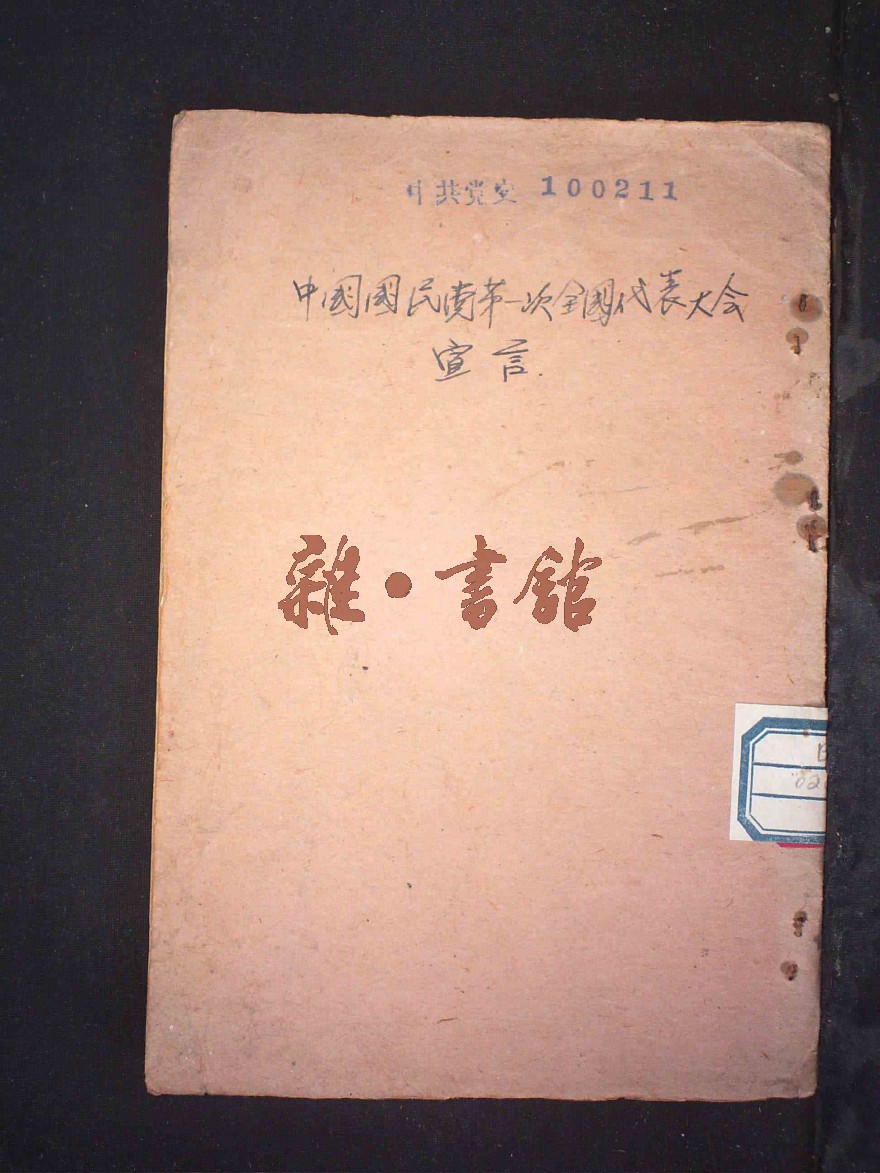 中共党史 100211
中國國民党第一次全國代表大会
宣言
雜·書館